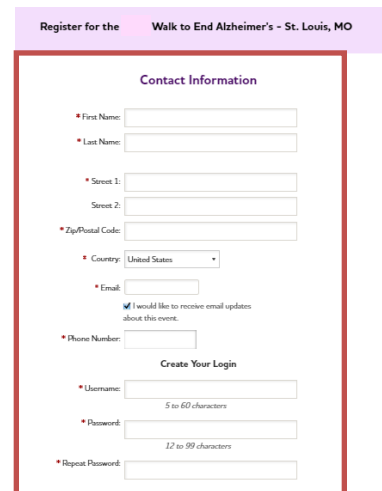 Register for the Walk to End Alzheimer's - St. Louis, MO
Contact Information
* First Name:
* Last Name:
* Street 1:
Street 2:
* Zip/Postal Code:
* Country: United States
* Email:
I would like to receive email updates
about this event.
* Phone Number:
Create Your Login
* Username:
5 to 60 characters
* Password:
12 to 99 characters
* Repeat Password: